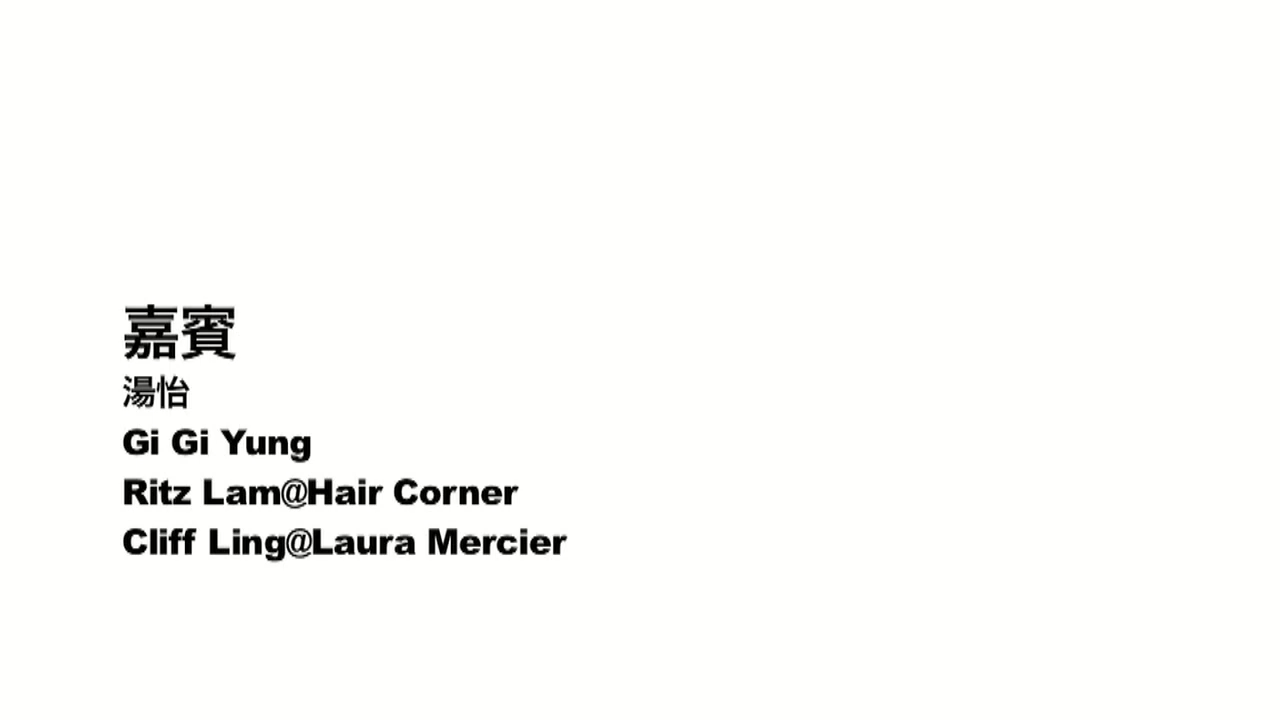 嘉賓
湯怡
Gi Gi Yung
Ritz Lam@Hair Corner
Cliff Ling@Laura Mercier